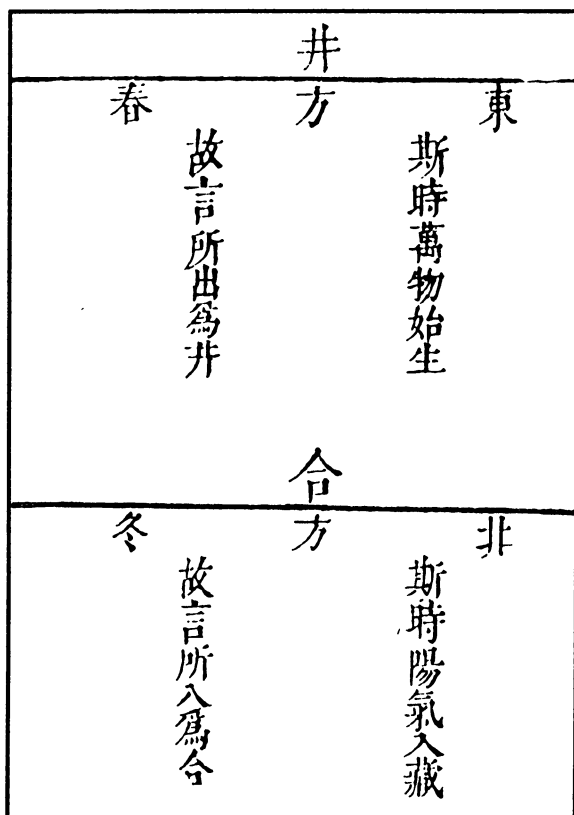 井
東方春
斯時萬物始生
故言所出爲井
合
北方冬
斯時陽氣入藏
故言所入爲合